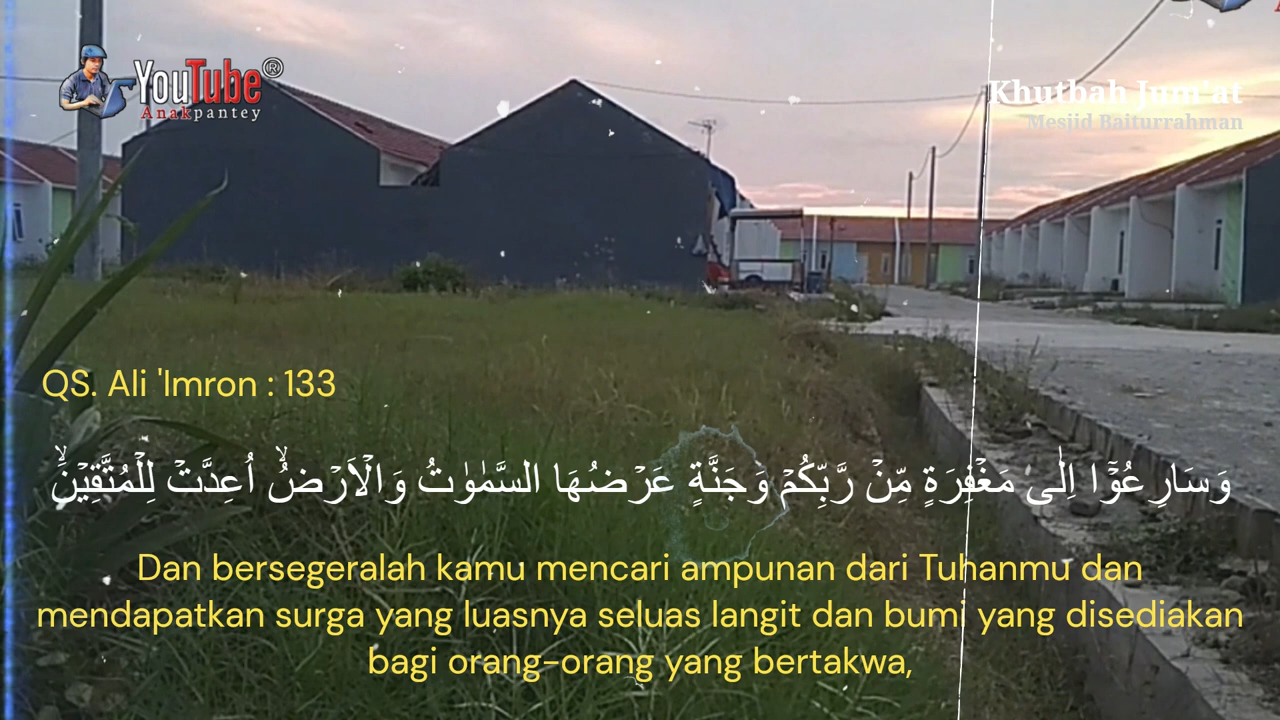 YouTube®
Anakpantey
Khutbah Jum'at
Mesjid Baiturrahman
QS. Ali 'Imron : 133
وَسَارِعُوْٓا اِلٰى مَغْفِرَةٍ مِّنْ رَّبِّكُمْ وَجَنَّةٍ عَرْضُهَا السَّمٰوٰتُ وَالْاَرْضُۙ اُعِدَّتْ لِلْمُتَّقِيْنَۙ
Dan bersegeralah kamu mencari ampunan dari Tuhanmu dan
mendapatkan surga yang luasnya seluas langit dan bumi yang disediakan
bagi orang-orang yang bertakwa,